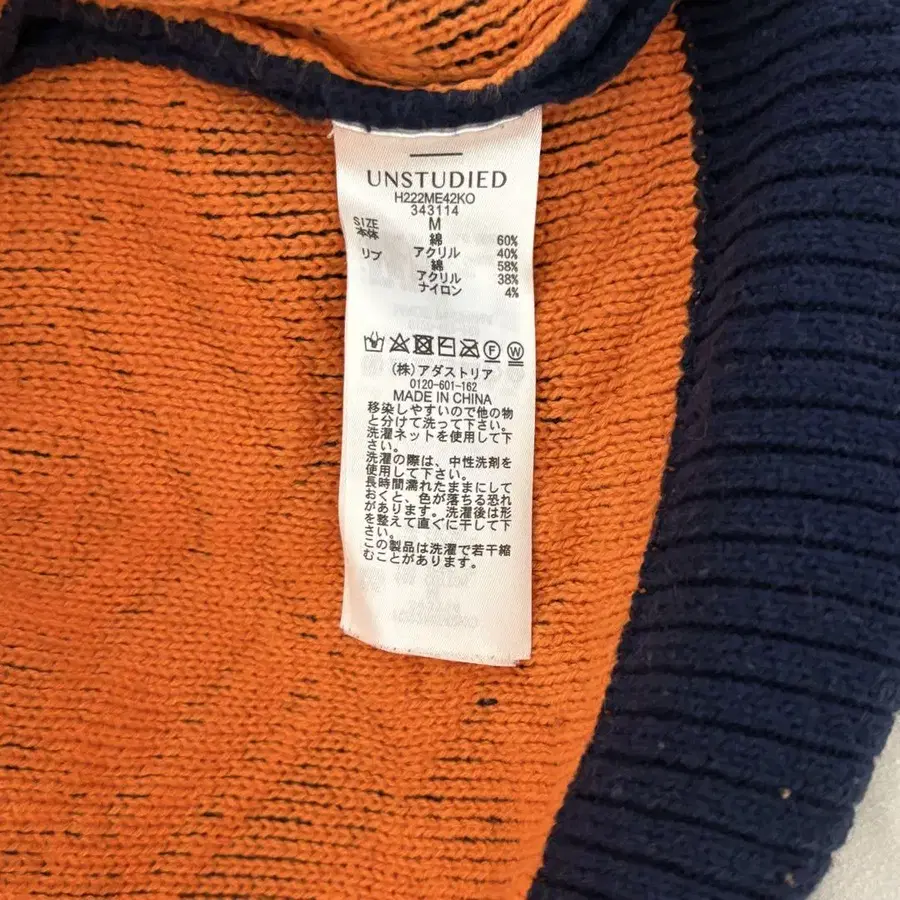 UNSTUDIED
H222ME42KO
343114
SIZE M
本体 綿 60%
アクリル 40%
リブ 綿 58%
アクリル 38%
ナイロン 4%
F W
(株)アダストリア
0120-601-162
MADE IN CHINA
移染しやすいので他の物
と分けて洗って下さい。
洗濯ネットを使用して下
さい。
洗濯の際は、中性洗剤を
使用して下さい。
長時間濡れたままにして
おくと、色が落ちる恐れ
があります。洗濯後は形
を整えて直ぐに干して下
さい。
この製品は洗濯で若干縮
むことがあります。